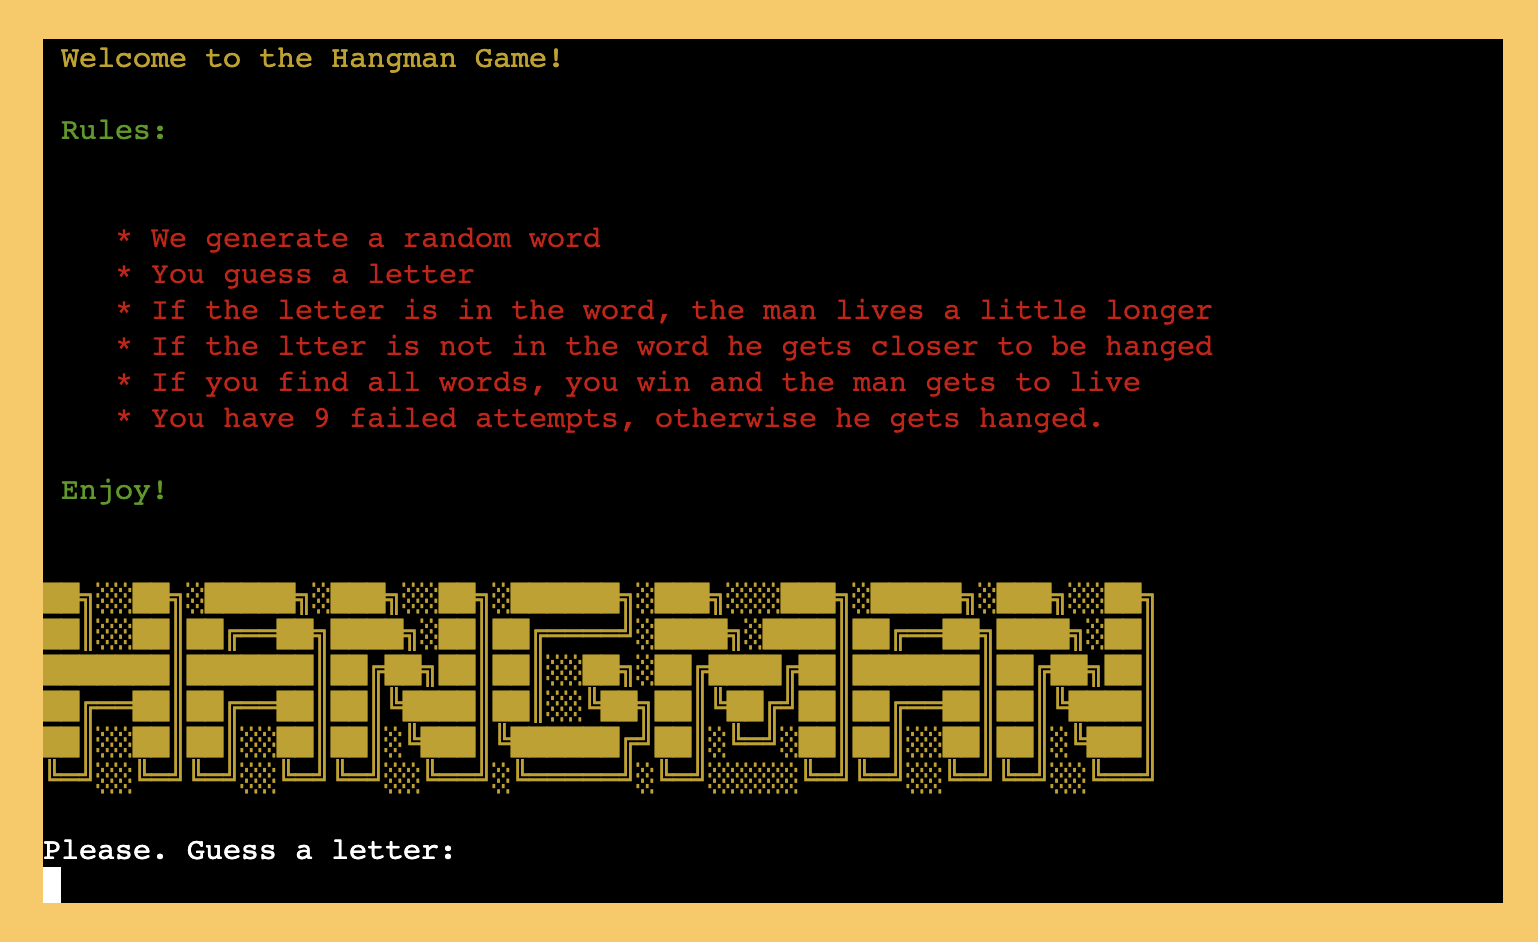 Welcome to the Hangman Game!
Rules:
* We generate a random word
* You guess a letter
* If the letter is in the word, the man lives a little longer
* If the ltter is not in the word he gets closer to be hanged
* If you find all words, you win and the man gets to live
* You have 9 failed attempts, otherwise he gets hanged.
Enjoy!
HANGMAN
Please. Guess a letter: